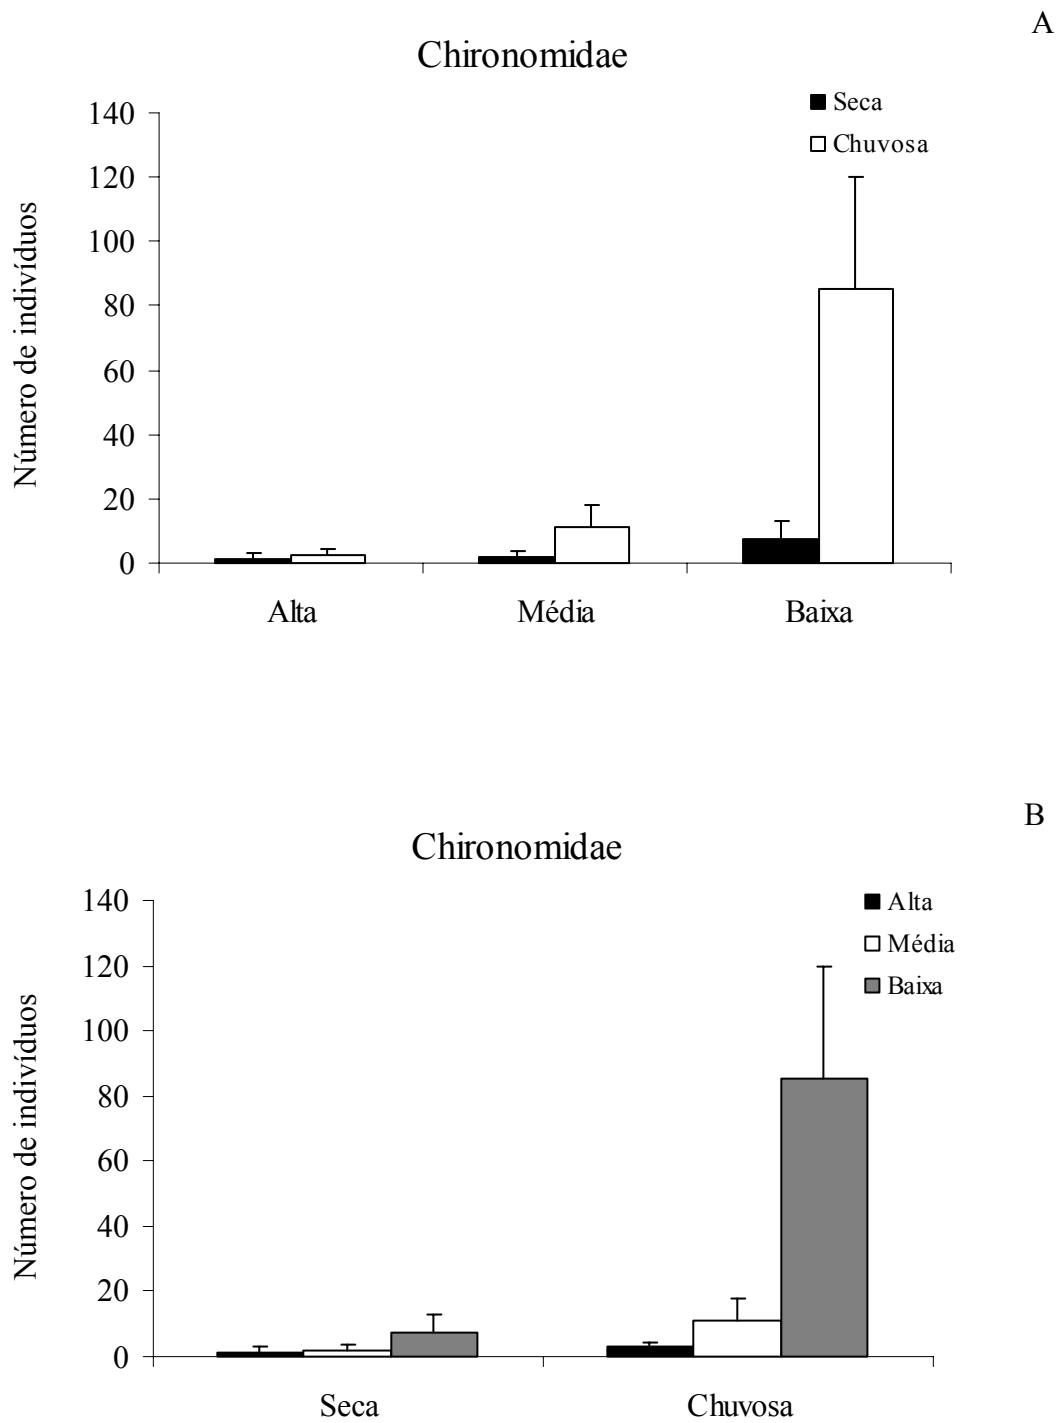 A
Chironomidae
Seca
Chuvosa
Número de indivíduos
140
120
100
80
60
40
20
0
Alta Média Baixa
B
Chironomidae
Alta
Média
Baixa
Número de indivíduos
140
120
100
80
60
40
20
0
Seca Chuvosa